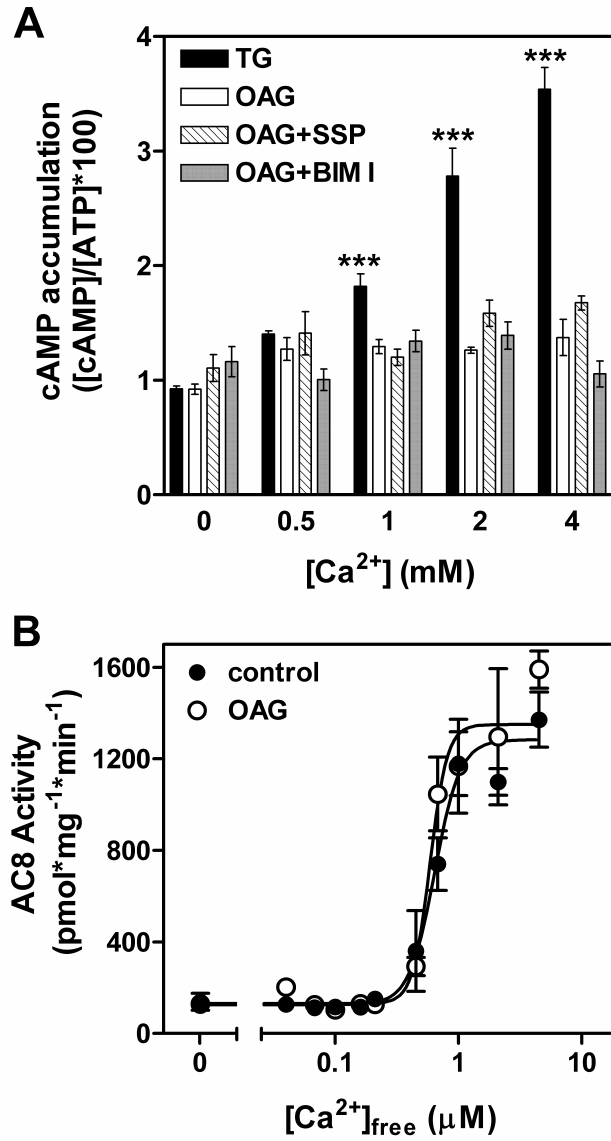 A
cAMP accumulation
([cAMP]/[ATP]*100)
4
3
2
1
0
TG
OAG
OAG+SSP
OAG+BIM I
***
***
***
0 0.5 1 2 4
[Ca²⁺] (mM)
B
AC8 Activity
(pmol*mg⁻¹*min⁻¹)
1600
1200
800
400
0
control
OAG
0 0.1 1 10
[Ca²⁺]free (μM)